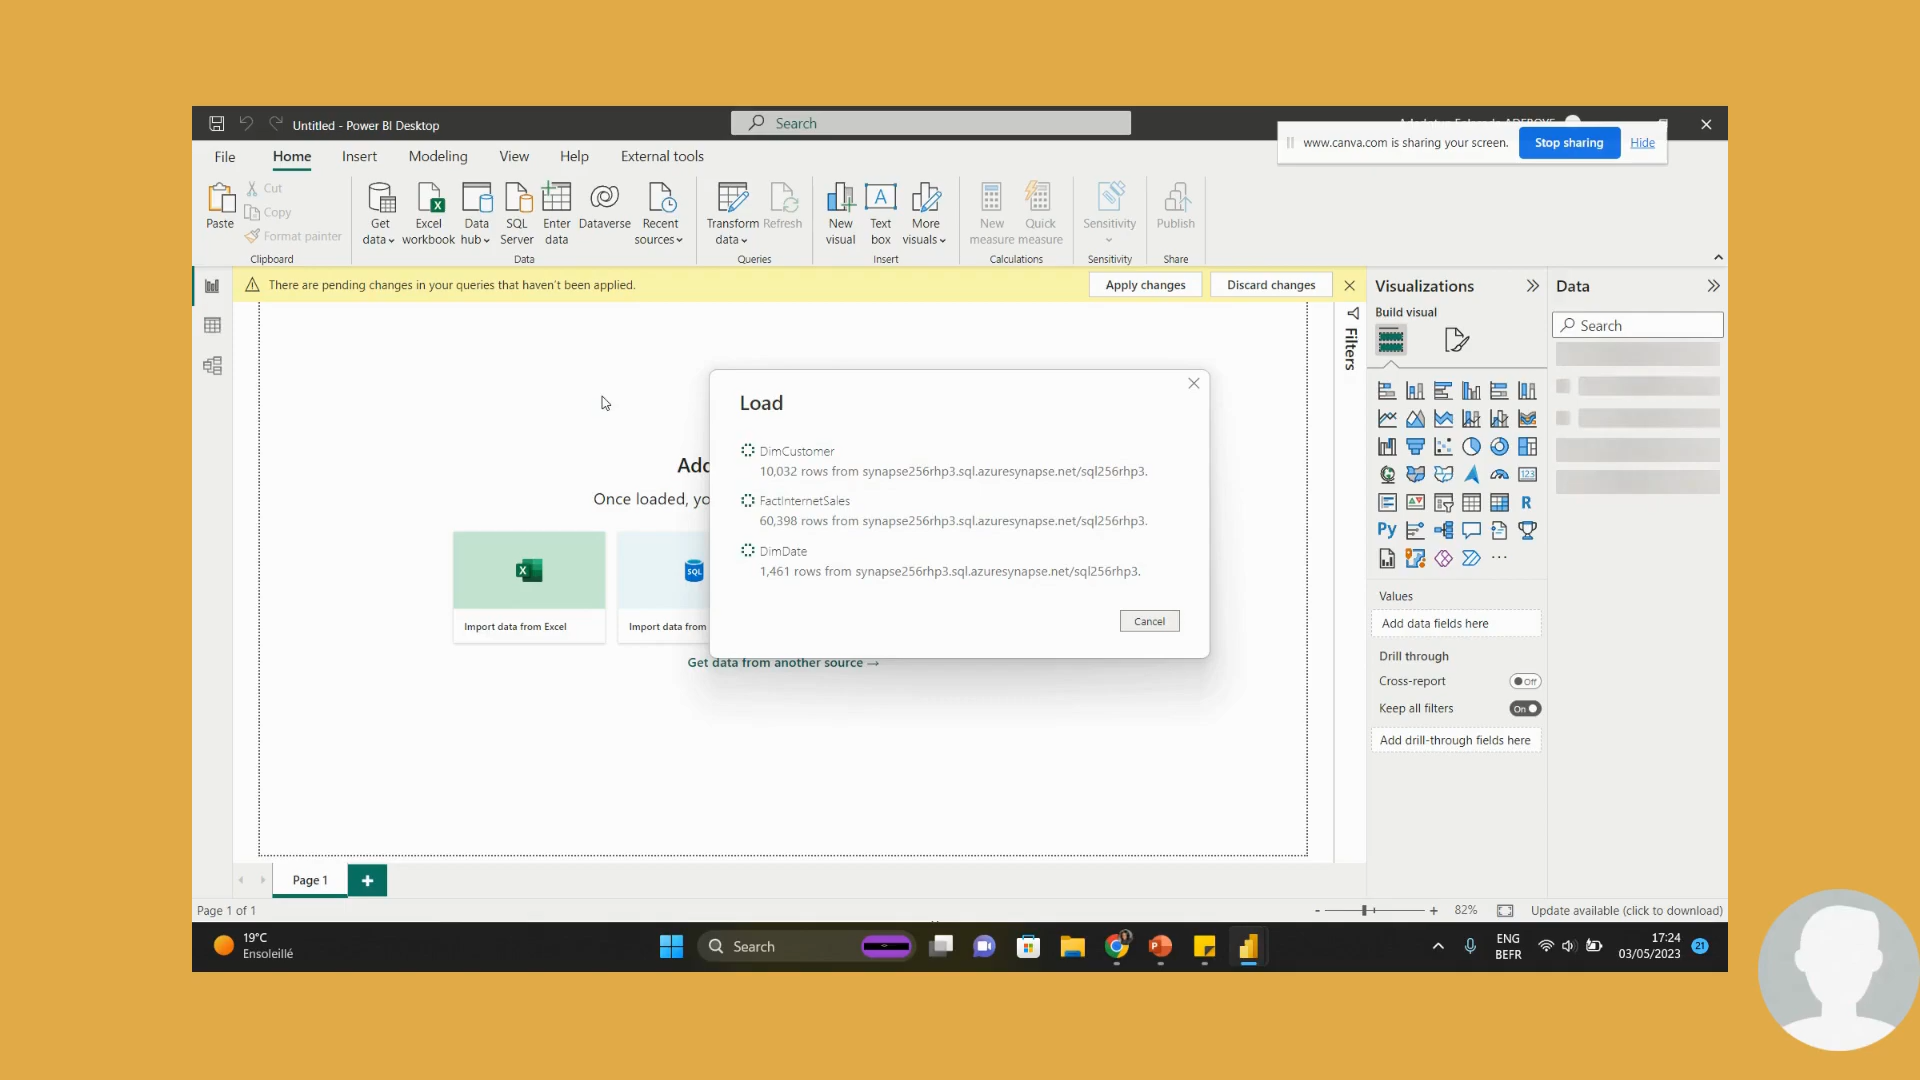 Untitled - Power BI Desktop
Search
www.canva.com is sharing your screen.
Stop sharing
Hide
File
Home
Insert
Modeling
View
Help
External tools
Paste
Cut
Copy
Format painter
Clipboard
Get data
Excel workbook
Data hub
SQL Server
Enter data
Dataverse
Recent sources
Data
Transform data
Refresh
Queries
New visual
Text box
More visuals
Insert
New measure
Quick measure
Calculations
Sensitivity
Sensitivity
Publish
Share
There are pending changes in your queries that haven't been applied.
Apply changes
Discard changes
Filters
Visualizations
Build visual
Data
Search
Load
DimCustomer
10,032 rows from synapse256rhp3.sql.azuresynapse.net/sql256rhp3.
FactInternetSales
60,398 rows from synapse256rhp3.sql.azuresynapse.net/sql256rhp3.
DimDate
1,461 rows from synapse256rhp3.sql.azuresynapse.net/sql256rhp3.
Cancel
Once loaded,
SQL
Import data from Excel
Import data from
Get data from another source →
123
R
Py
Values
Add data fields here
Drill through
Cross-report
Off
Keep all filters
On
Add drill-through fields here
Page 1
Page 1 of 1
- + 82%
Update available (click to download)
19°C
Ensoleillé
Search
ENG
BEFR
17:24
03/05/2023
21